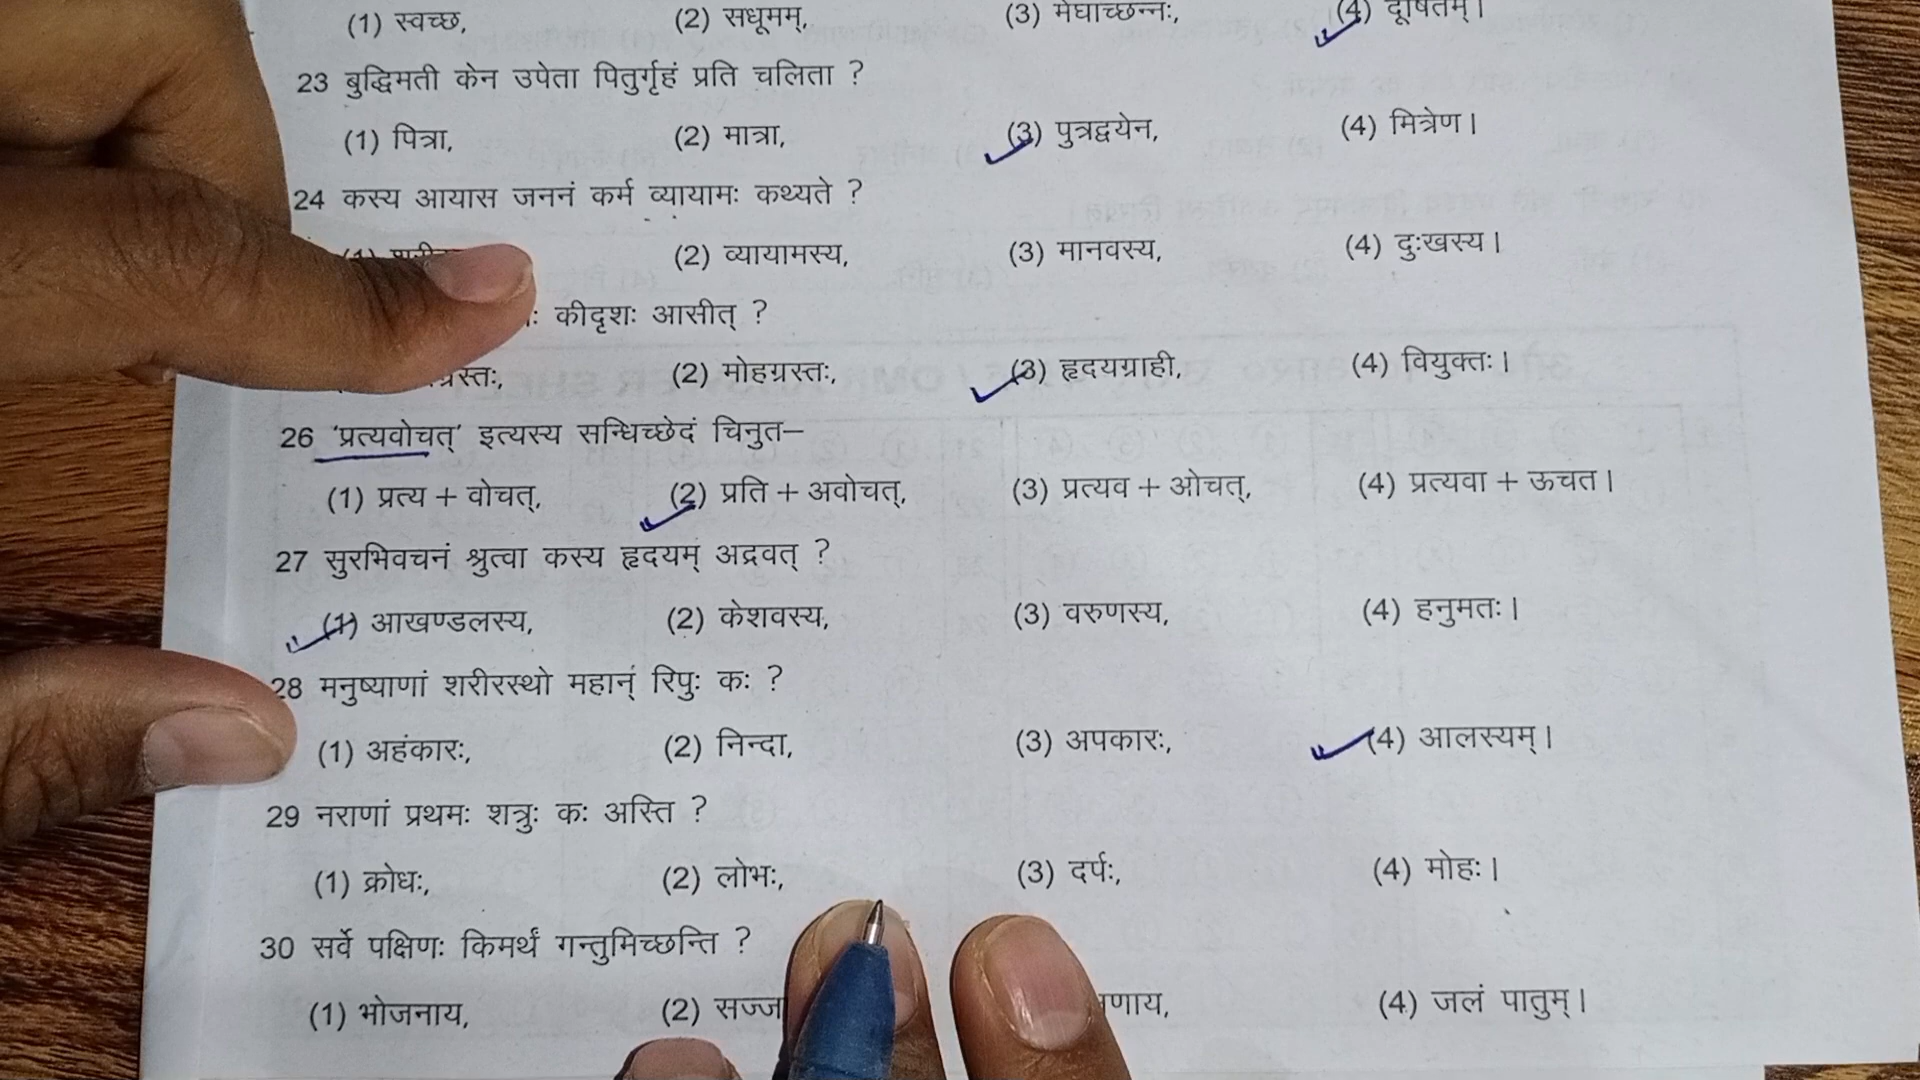 (1) स्वच्छ, (2) सधूमम्, (3) मेघाच्छन्नः, (4) दूषितम्।
23 बुद्धिमती केन उपेता पितुर्गृहं प्रति चलिता ?
(1) पित्रा, (2) मात्रा, (3) पुत्रद्वयेन, (4) मित्रेण।
24 कस्य आयास जननं कर्म व्यायामः कथ्यते ?
(2) व्यायामस्य, (3) मानवस्य, (4) दुःखस्य।
कीदृशः आसीत् ?
(2) मोहग्रस्तः, (3) हृदयग्राही, (4) वियुक्तः।
26 'प्रत्यवोचत्' इत्यस्य सन्धिच्छेदं चिनुत–
(1) प्रत्य + वोचत्, (2) प्रति + अवोचत्, (3) प्रत्यव + ओचत्, (4) प्रत्यवा + ऊचत।
27 सुरभिवचनं श्रुत्वा कस्य हृदयम् अद्रवत् ?
(1) आखण्डलस्य, (2) केशवस्य, (3) वरुणस्य, (4) हनुमतः।
28 मनुष्याणां शरीरस्थो महान् रिपुः कः ?
(1) अहंकारः, (2) निन्दा, (3) अपकारः, (4) आलस्यम्।
29 नराणां प्रथमः शत्रुः कः अस्ति ?
(1) क्रोधः, (2) लोभः, (3) दर्पः, (4) मोहः।
30 सर्वे पक्षिणः किमर्थं गन्तुमिच्छन्ति ?
(1) भोजनाय, (2) (4) जलं पातुम्।